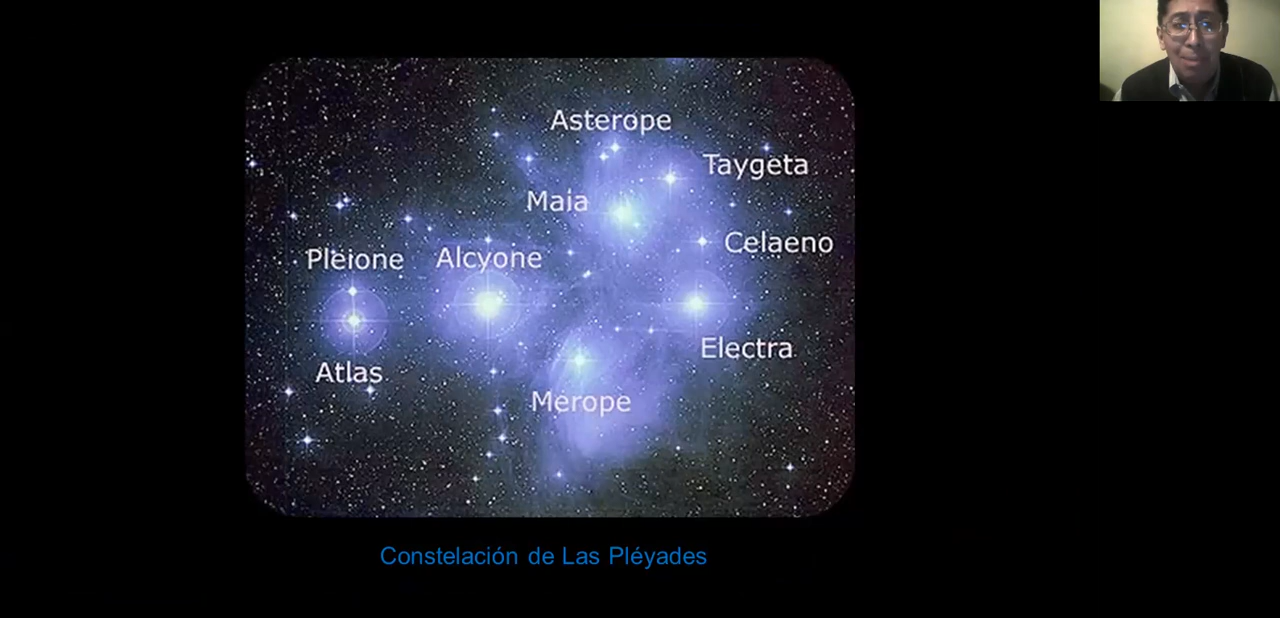 Asterope
Taygeta
Maia
Celaeno
Pleione
Alcyone
Electra
Atlas
Merope
Constelación de Las Pléyades